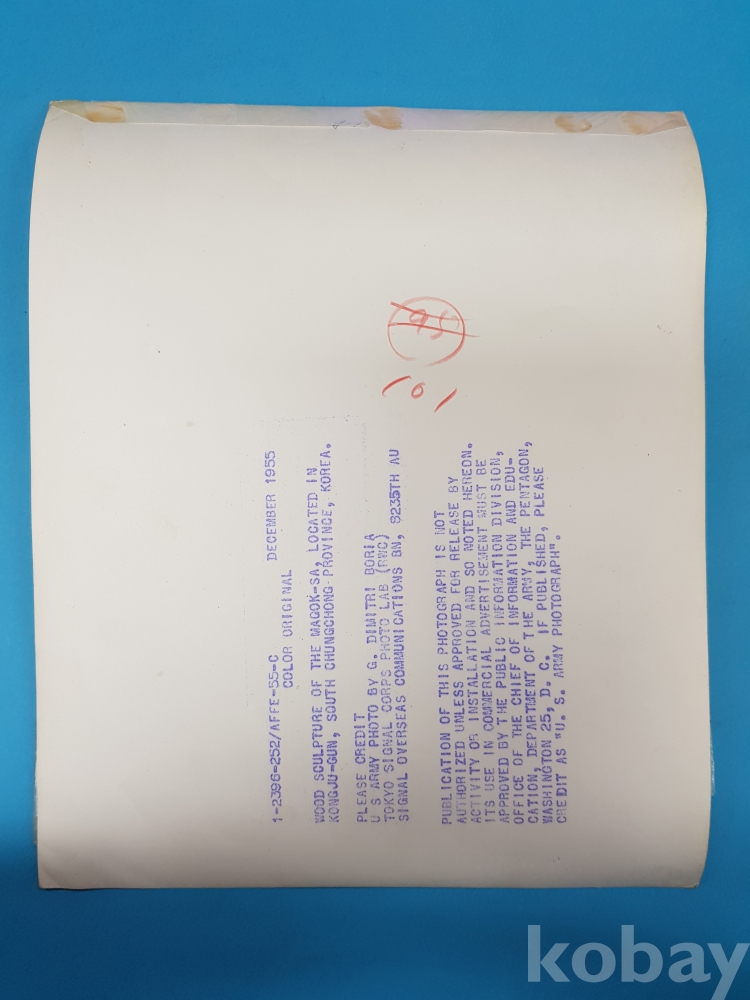 1-2396-252/AFFE-55-C DECEMBER 1955
COLOR ORIGINAL
WOOD SCULPTURE OF THE MAGOK-SA, LOCATED IN
KONGJU-GUN, SOUTH CHUNGCHONG PROVINCE, KOREA.
PLEASE CREDIT
U S ARMY PHOTO BY G. DIMITRI BORIA
TOKYO SIGNAL CORPS PHOTO LAB (RWC)
SIGNAL OVERSEAS COMMUNICATIONS BN, 8235TH AU
PUBLICATION OF THIS PHOTOGRAPH IS NOT
AUTHORIZED UNLESS APPROVED FOR RELEASE BY
ACTIVITY OR INSTALLATION AND SO NOTED HEREON.
ITS USE IN COMMERCIAL ADVERTISEMENT MUST BE
APPROVED BY THE PUBLIC INFORMATION DIVISION,
OFFICE OF THE CHIEF OF INFORMATION AND EDU-
CATION, DEPARTMENT OF THE ARMY, THE PENTAGON,
WASHINGTON 25, D. C. IF PUBLISHED, PLEASE
CREDIT AS "U. S. ARMY PHOTOGRAPH".
95
101
kobay